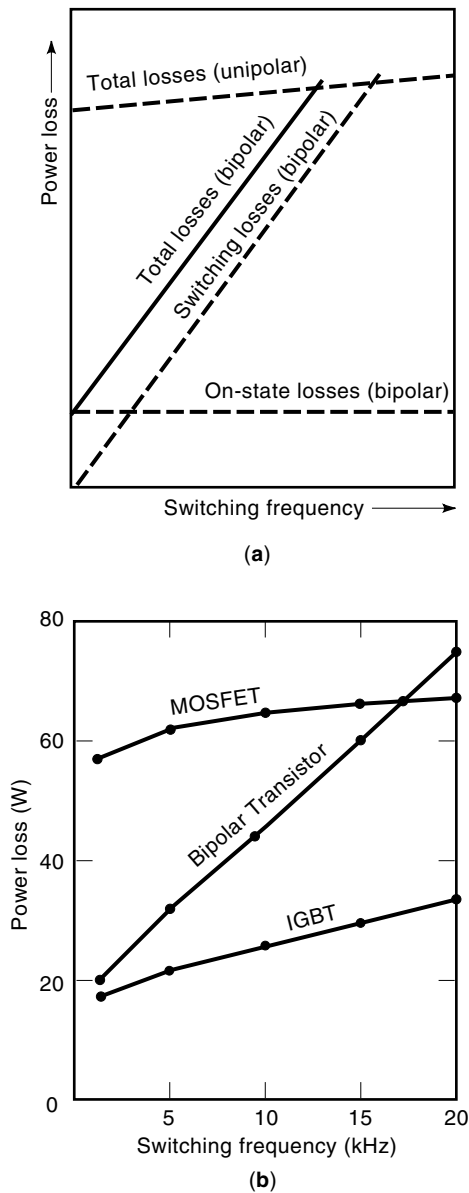 Power loss
Total losses (unipolar)
Total losses (bipolar)
Switching losses (bipolar)
On-state losses (bipolar)
Switching frequency
(a)
80
60
40
20
0
Power loss (W)
MOSFET
Bipolar Transistor
IGBT
5
10
15
20
Switching frequency (kHz)
(b)